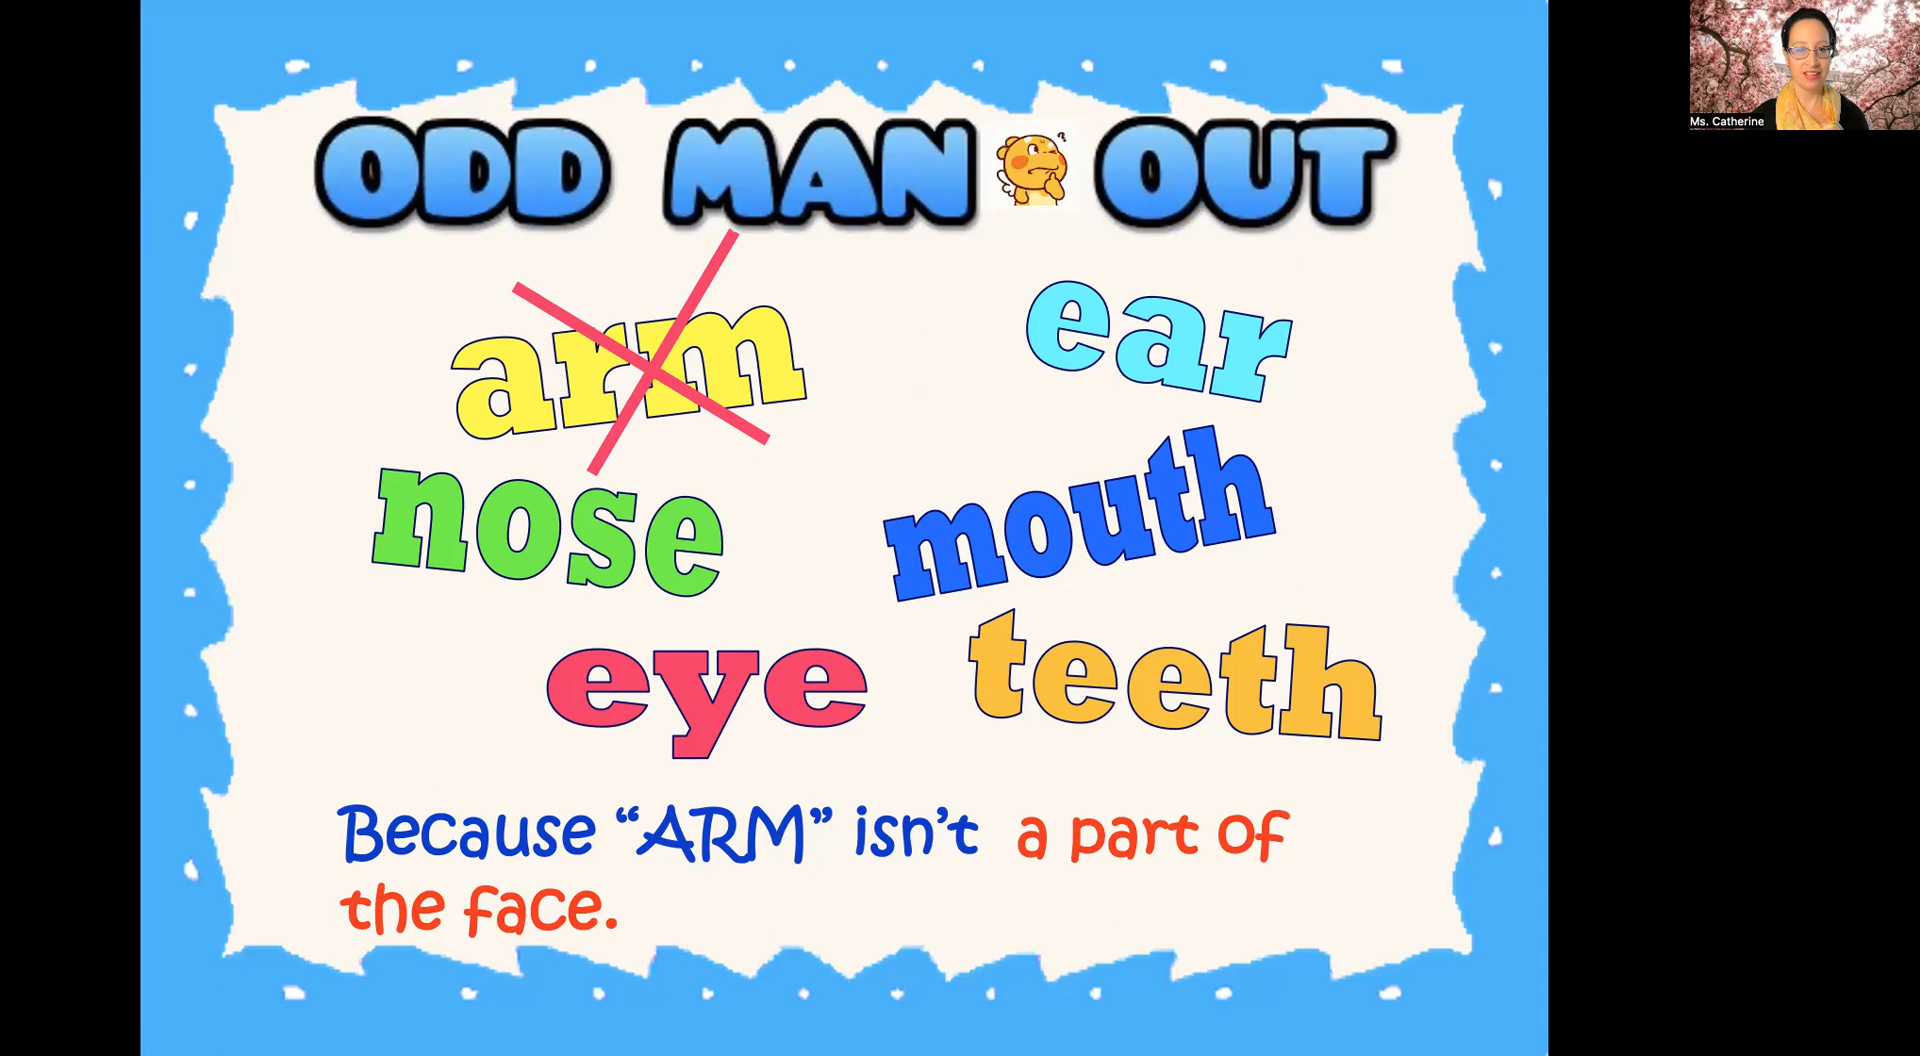 ODD MAN OUT
arm
ear
nose
mouth
eye
teeth
Because “ARM” isn’t a part of
the face.
Ms. Catherine